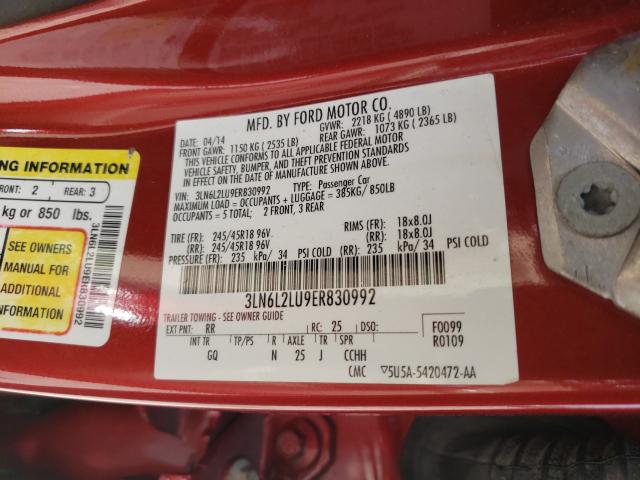 MFD. BY FORD MOTOR CO.
DATE: 04/14 GVWR: 2218 KG ( 4890 LB)
FRONT GAWR: 1150 KG ( 2535 LB) REAR GAWR: 1073 KG ( 2365 LB)
THIS VEHICLE CONFORMS TO ALL APPLICABLE FEDERAL MOTOR
VEHICLE SAFETY, BUMPER, AND THEFT PREVENTION STANDARDS
IN EFFECT ON THE DATE OF MANUFACTURE SHOWN ABOVE.
VIN: 3LN6L2LU9ER830992 TYPE: Passenger Car
MAXIMUM LOAD = OCCUPANTS + LUGGAGE = 385KG/ 850LB
OCCUPANTS = 5 TOTAL: 2 FRONT, 3 REAR
TIRE (FR): 245/45R18 96V RIMS (FR): 18x8.0J
(RR): 245/45R18 96V (RR): 18x8.0J
PRESSURE (FR): 235 kPa/ 34 PSI COLD (RR): 235 kPa/ 34 PSI COLD
3LN6L2LU9ER830992
TRAILER TOWING - SEE OWNER GUIDE
EXT PNT: RR RC: 25 DSO:
F0099
R0109
INT TR TP/PS R AXLE TR SPR
GQ N 25 J CCHH
CMC ▽5U5A-5420472-AA
NG INFORMATION
FRONT: 2 REAR: 3
kg or 850 lbs.
SEE OWNERS
MANUAL FOR
ADDITIONAL
INFORMATION
3LN6L2LU9ER830992